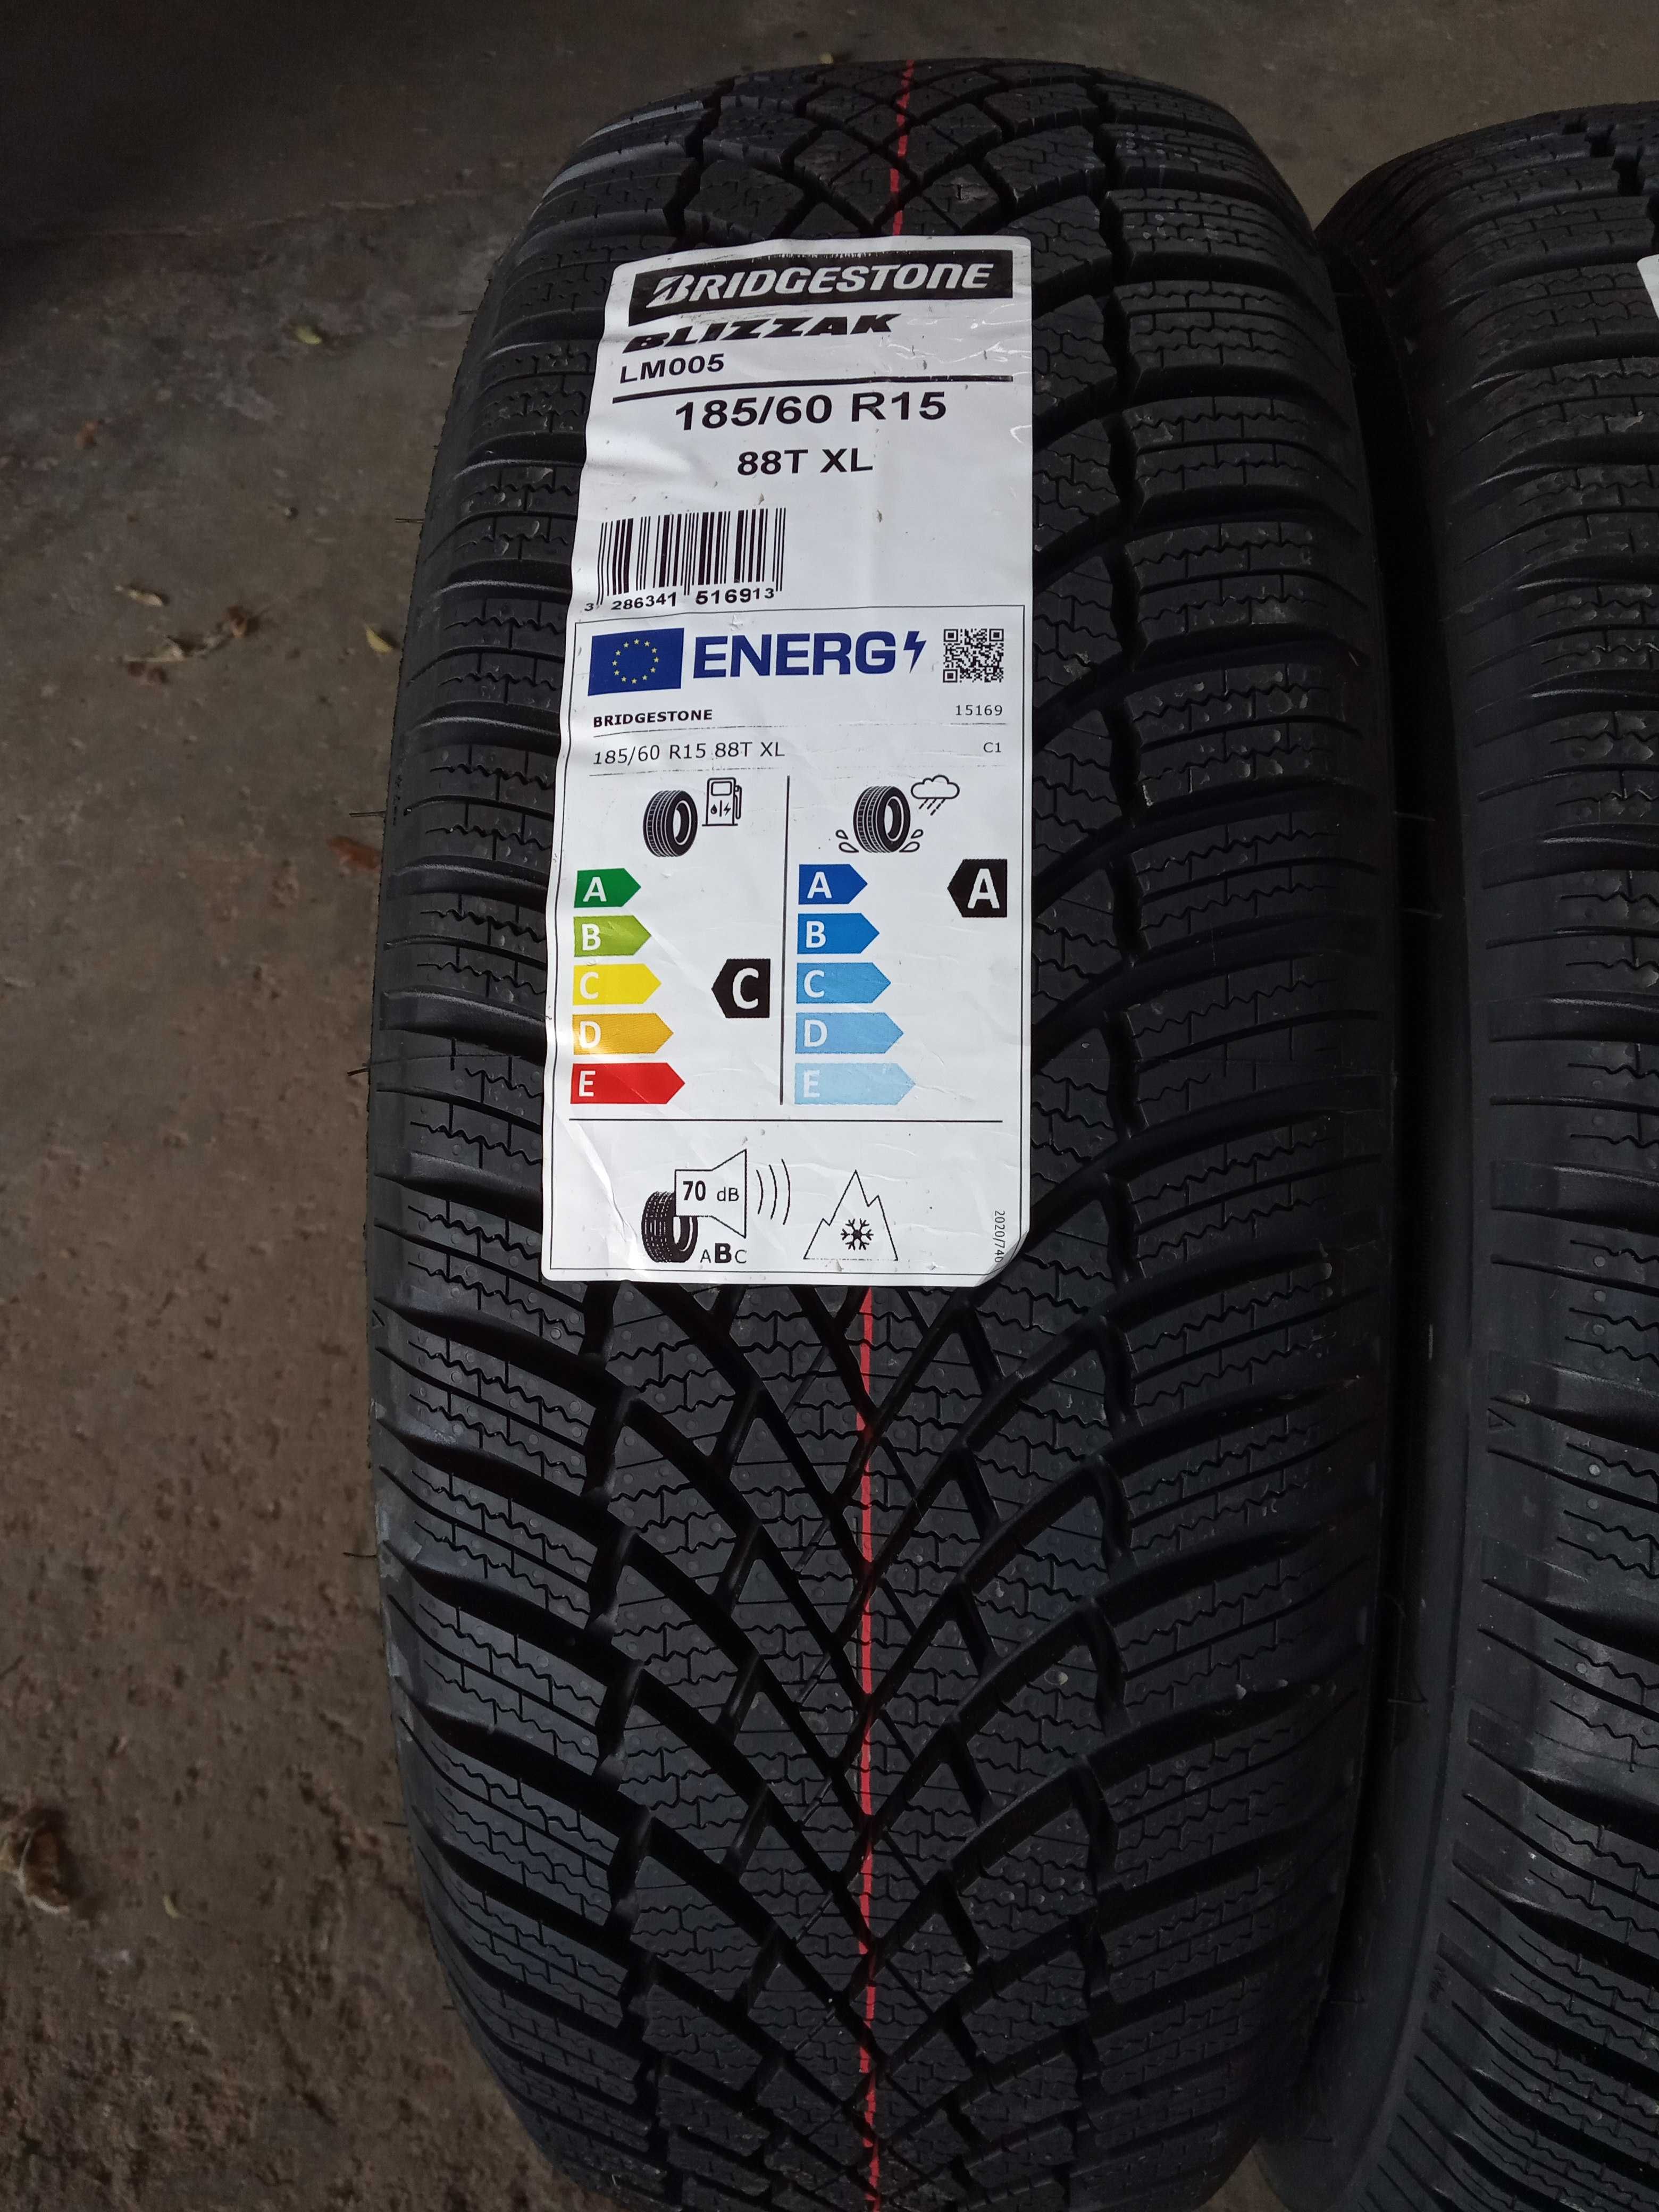 BRIDGESTONE
BLIZZAK
LM005
185/60 R15
88T XL
3 286341 516913
ENERG
BRIDGESTONE 15169
185/60 R15 88T XL C1
A A A
B B
C C C
D D
E E
70 dB
ABC
2020/740